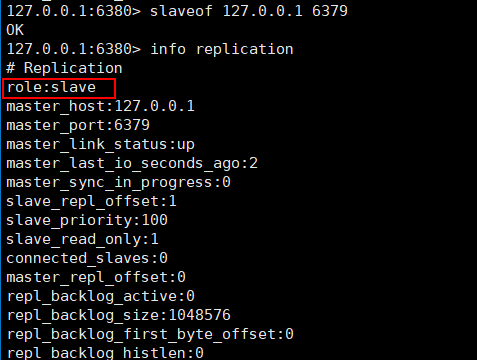 127.0.0.1:6380> slaveof 127.0.0.1 6379
OK
127.0.0.1:6380> info replication
# Replication
role:slave
master_host:127.0.0.1
master_port:6379
master_link_status:up
master_last_io_seconds_ago:2
master_sync_in_progress:0
slave_repl_offset:1
slave_priority:100
slave_read_only:1
connected_slaves:0
master_repl_offset:0
repl_backlog_active:0
repl_backlog_size:1048576
repl_backlog_first_byte_offset:0
repl_backlog_histlen:0